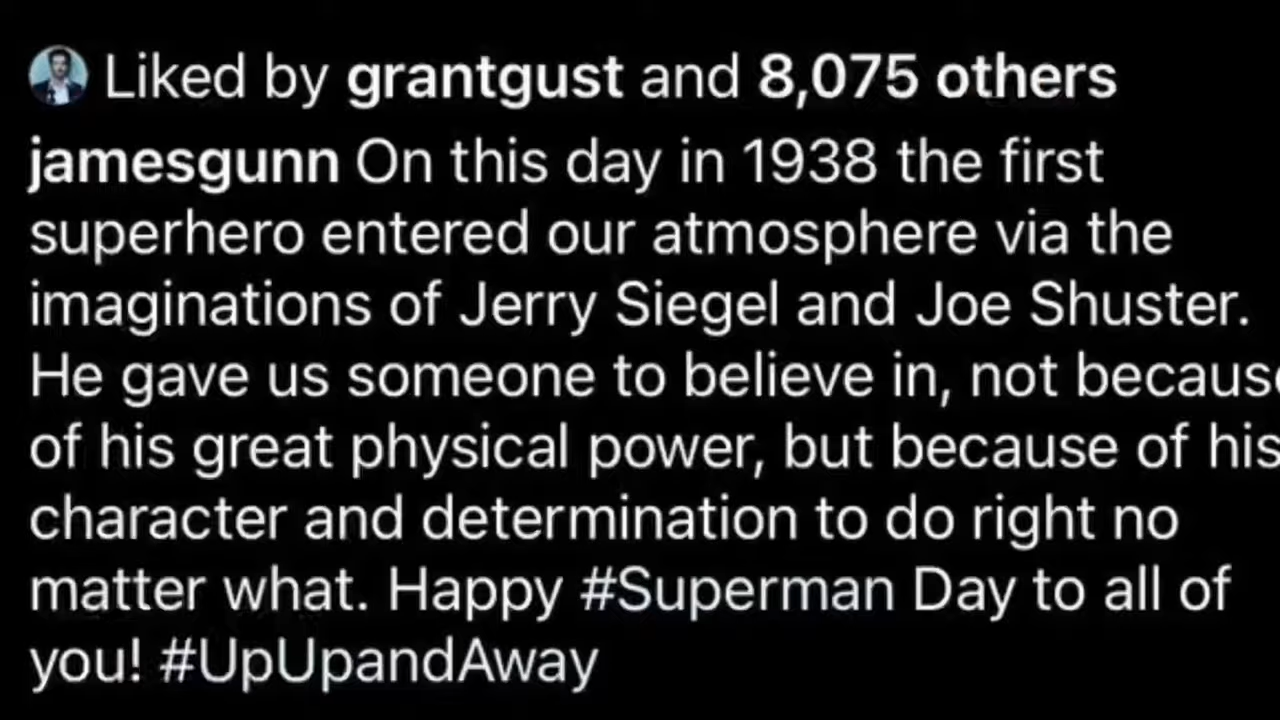 Liked by grantgust and 8,075 others
jamesgunn On this day in 1938 the first
superhero entered our atmosphere via the
imaginations of Jerry Siegel and Joe Shuster.
He gave us someone to believe in, not because
of his great physical power, but because of his
character and determination to do right no
matter what. Happy #Superman Day to all of
you! #UpUpandAway